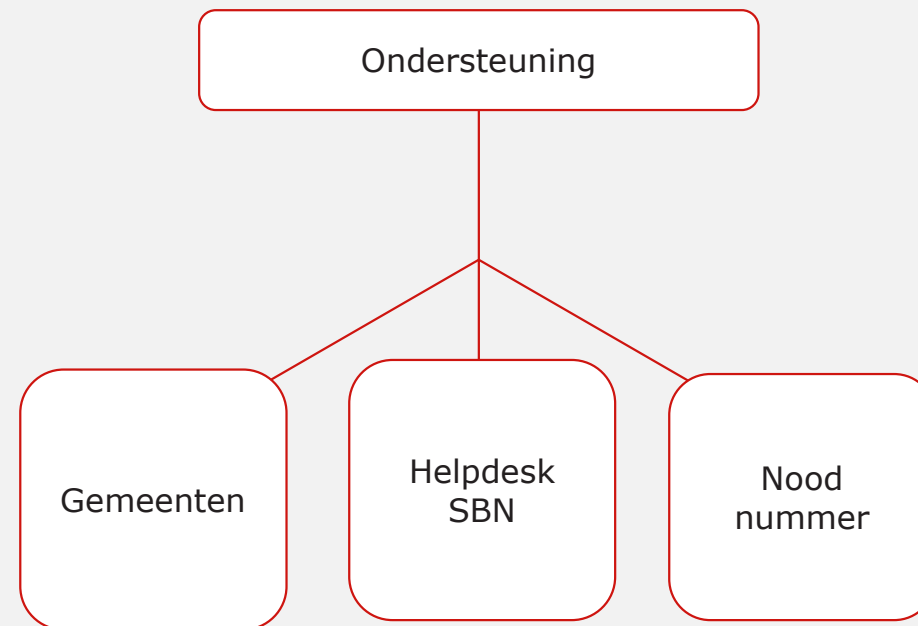 Ondersteuning
Gemeenten
Helpdesk
SBN
Nood
nummer